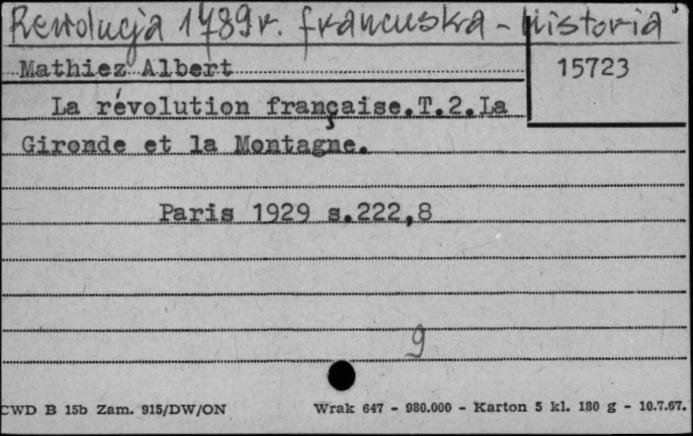 Rewolucja 1789 r. francuska - historia
Mathiez Albert
15723
La révolution française.T.2.La
Gironde et la Montagne.
Paris 1929 s.222,8
9
CWD B 15b Zam. 915/DW/ON
Wrak 647 - 980.000 - Karton 5 kl. 180 g - 10.7.67.